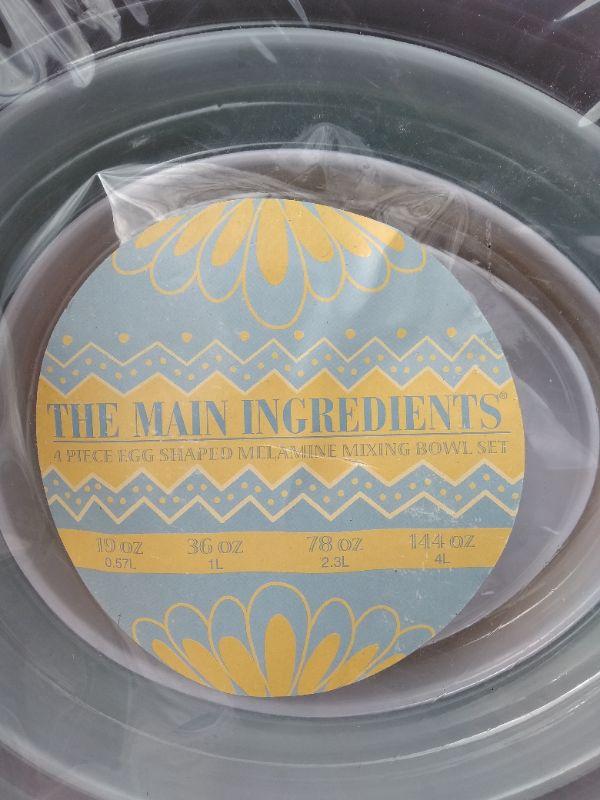 THE MAIN INGREDIENTS®
4 PIECE EGG SHAPED MELAMINE MIXING BOWL SET
19 OZ 36 OZ 78 OZ 144 OZ
0.57L 1L 2.3L 4L